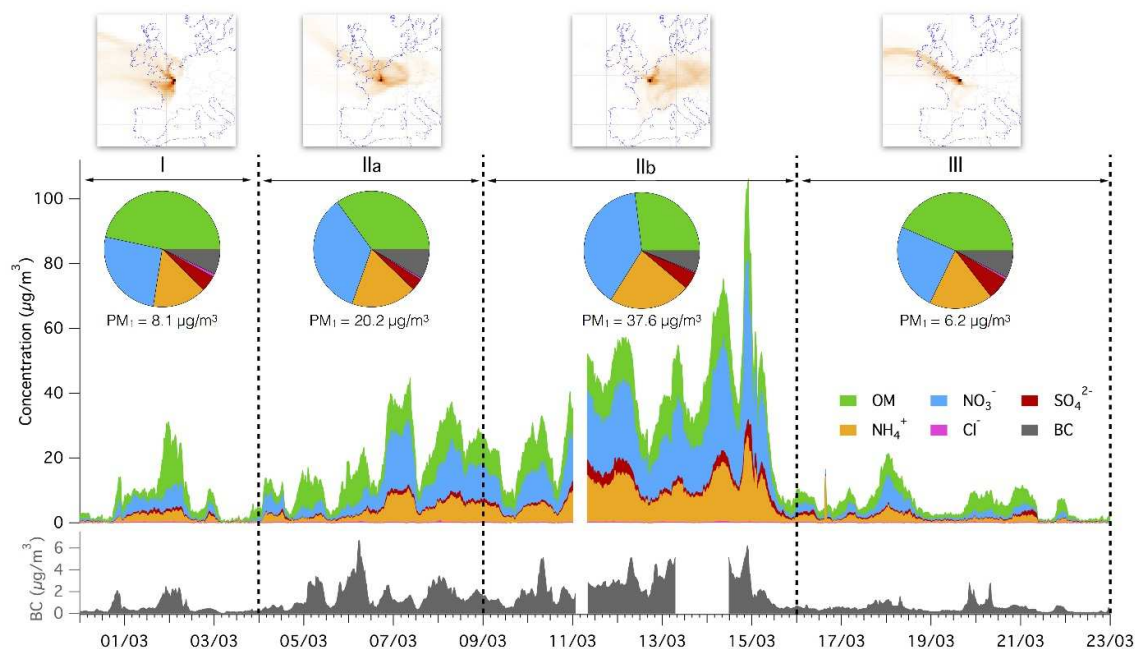 I IIa IIb III
100
80
60
40
20
0
Concentration (µg/m³)
PM₁ = 8.1 µg/m³ PM₁ = 20.2 µg/m³ PM₁ = 37.6 µg/m³ PM₁ = 6.2 µg/m³
OM NO₃⁻ SO₄²⁻
NH₄⁺ Cl⁻ BC
6
4
2
0
BC (µg/m³)
01/03 03/03 05/03 07/03 09/03 11/03 13/03 15/03 17/03 19/03 21/03 23/03